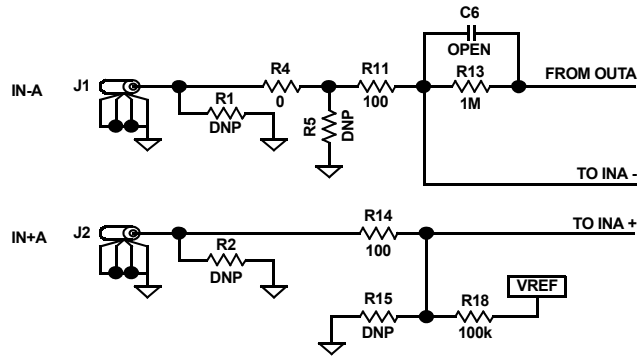 C6
OPEN
IN-A
J1
R4
0
R11
100
R13
1M
FROM OUTA
R1
DNP
R5
DNP
TO INA -
IN+A
J2
R14
100
TO INA +
R2
DNP
R15
DNP
R18
100k
VREF